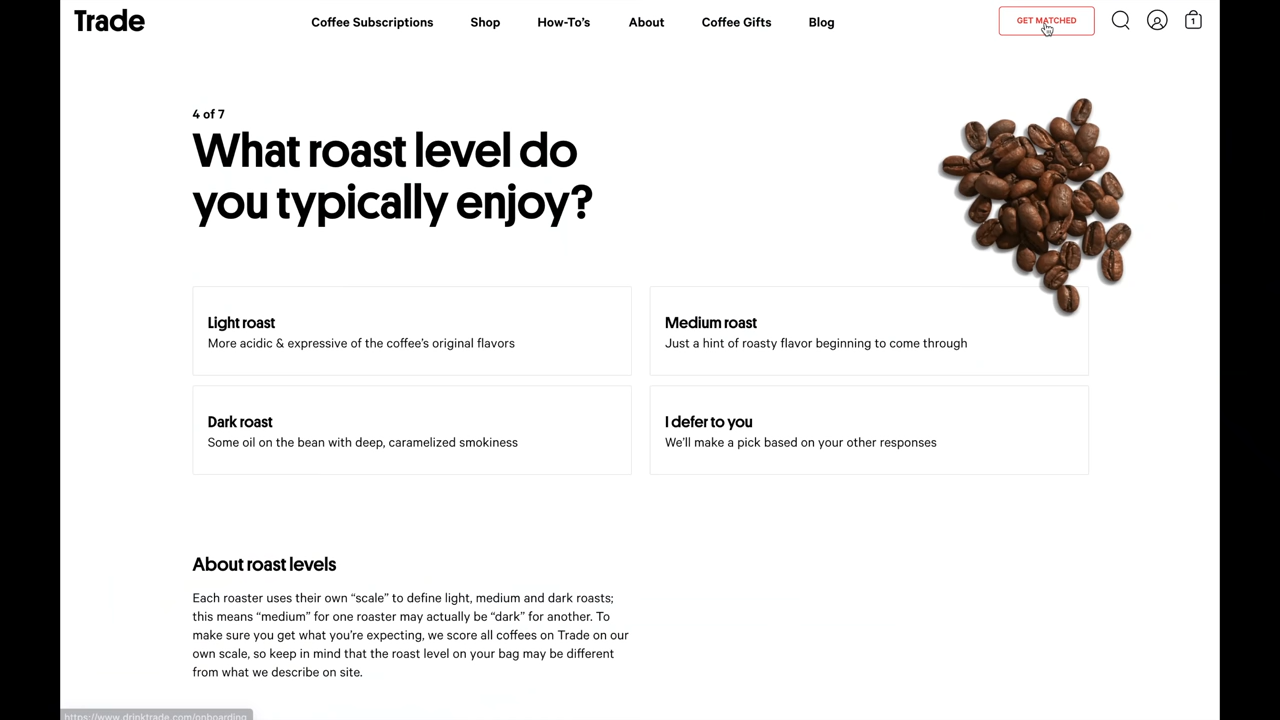 Trade
Coffee Subscriptions
Shop
How-To's
About
Coffee Gifts
Blog
GET MATCHED
1
4 of 7
What roast level do
you typically enjoy?
Light roast
More acidic & expressive of the coffee's original flavors
Medium roast
Just a hint of roasty flavor beginning to come through
Dark roast
Some oil on the bean with deep, caramelized smokiness
I defer to you
We'll make a pick based on your other responses
About roast levels
Each roaster uses their own “scale” to define light, medium and dark roasts;
this means “medium” for one roaster may actually be “dark” for another. To
make sure you get what you're expecting, we score all coffees on Trade on our
own scale, so keep in mind that the roast level on your bag may be different
from what we describe on site.
https://www.drinktrade.com/onboarding